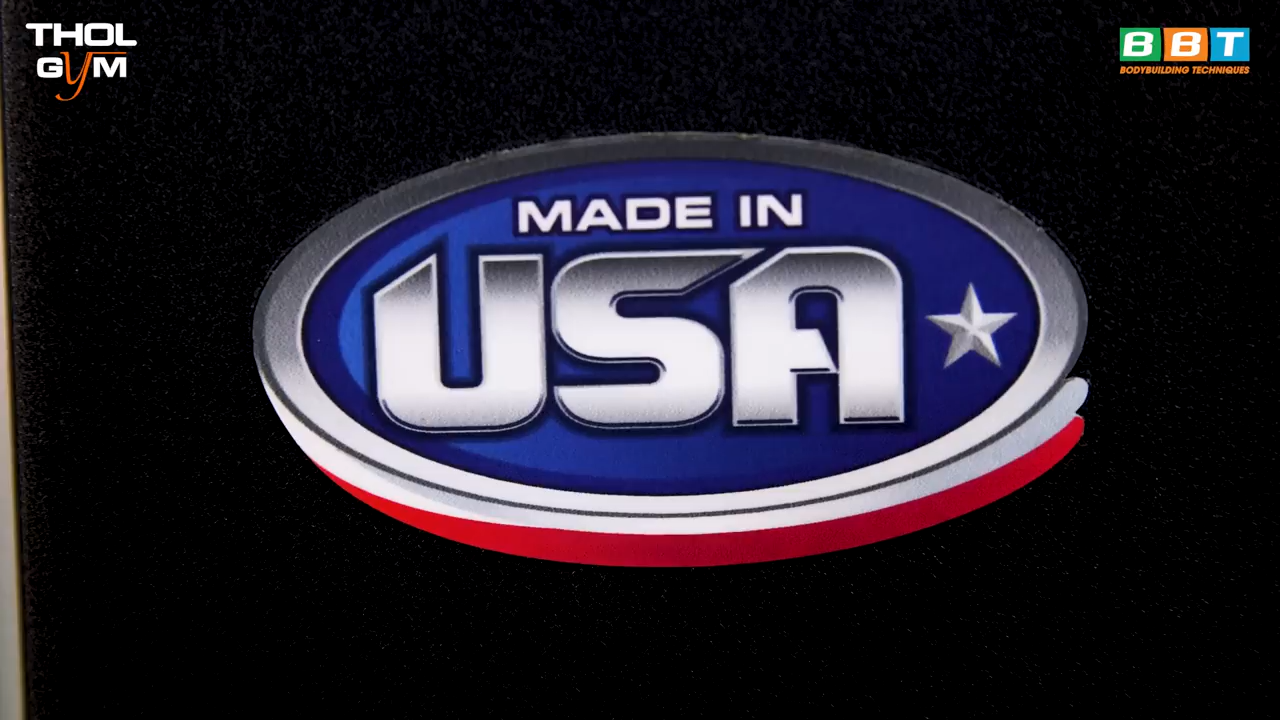 THOL
GYM
BBT
BODYBUILDING TECHNIQUES
MADE IN
USA